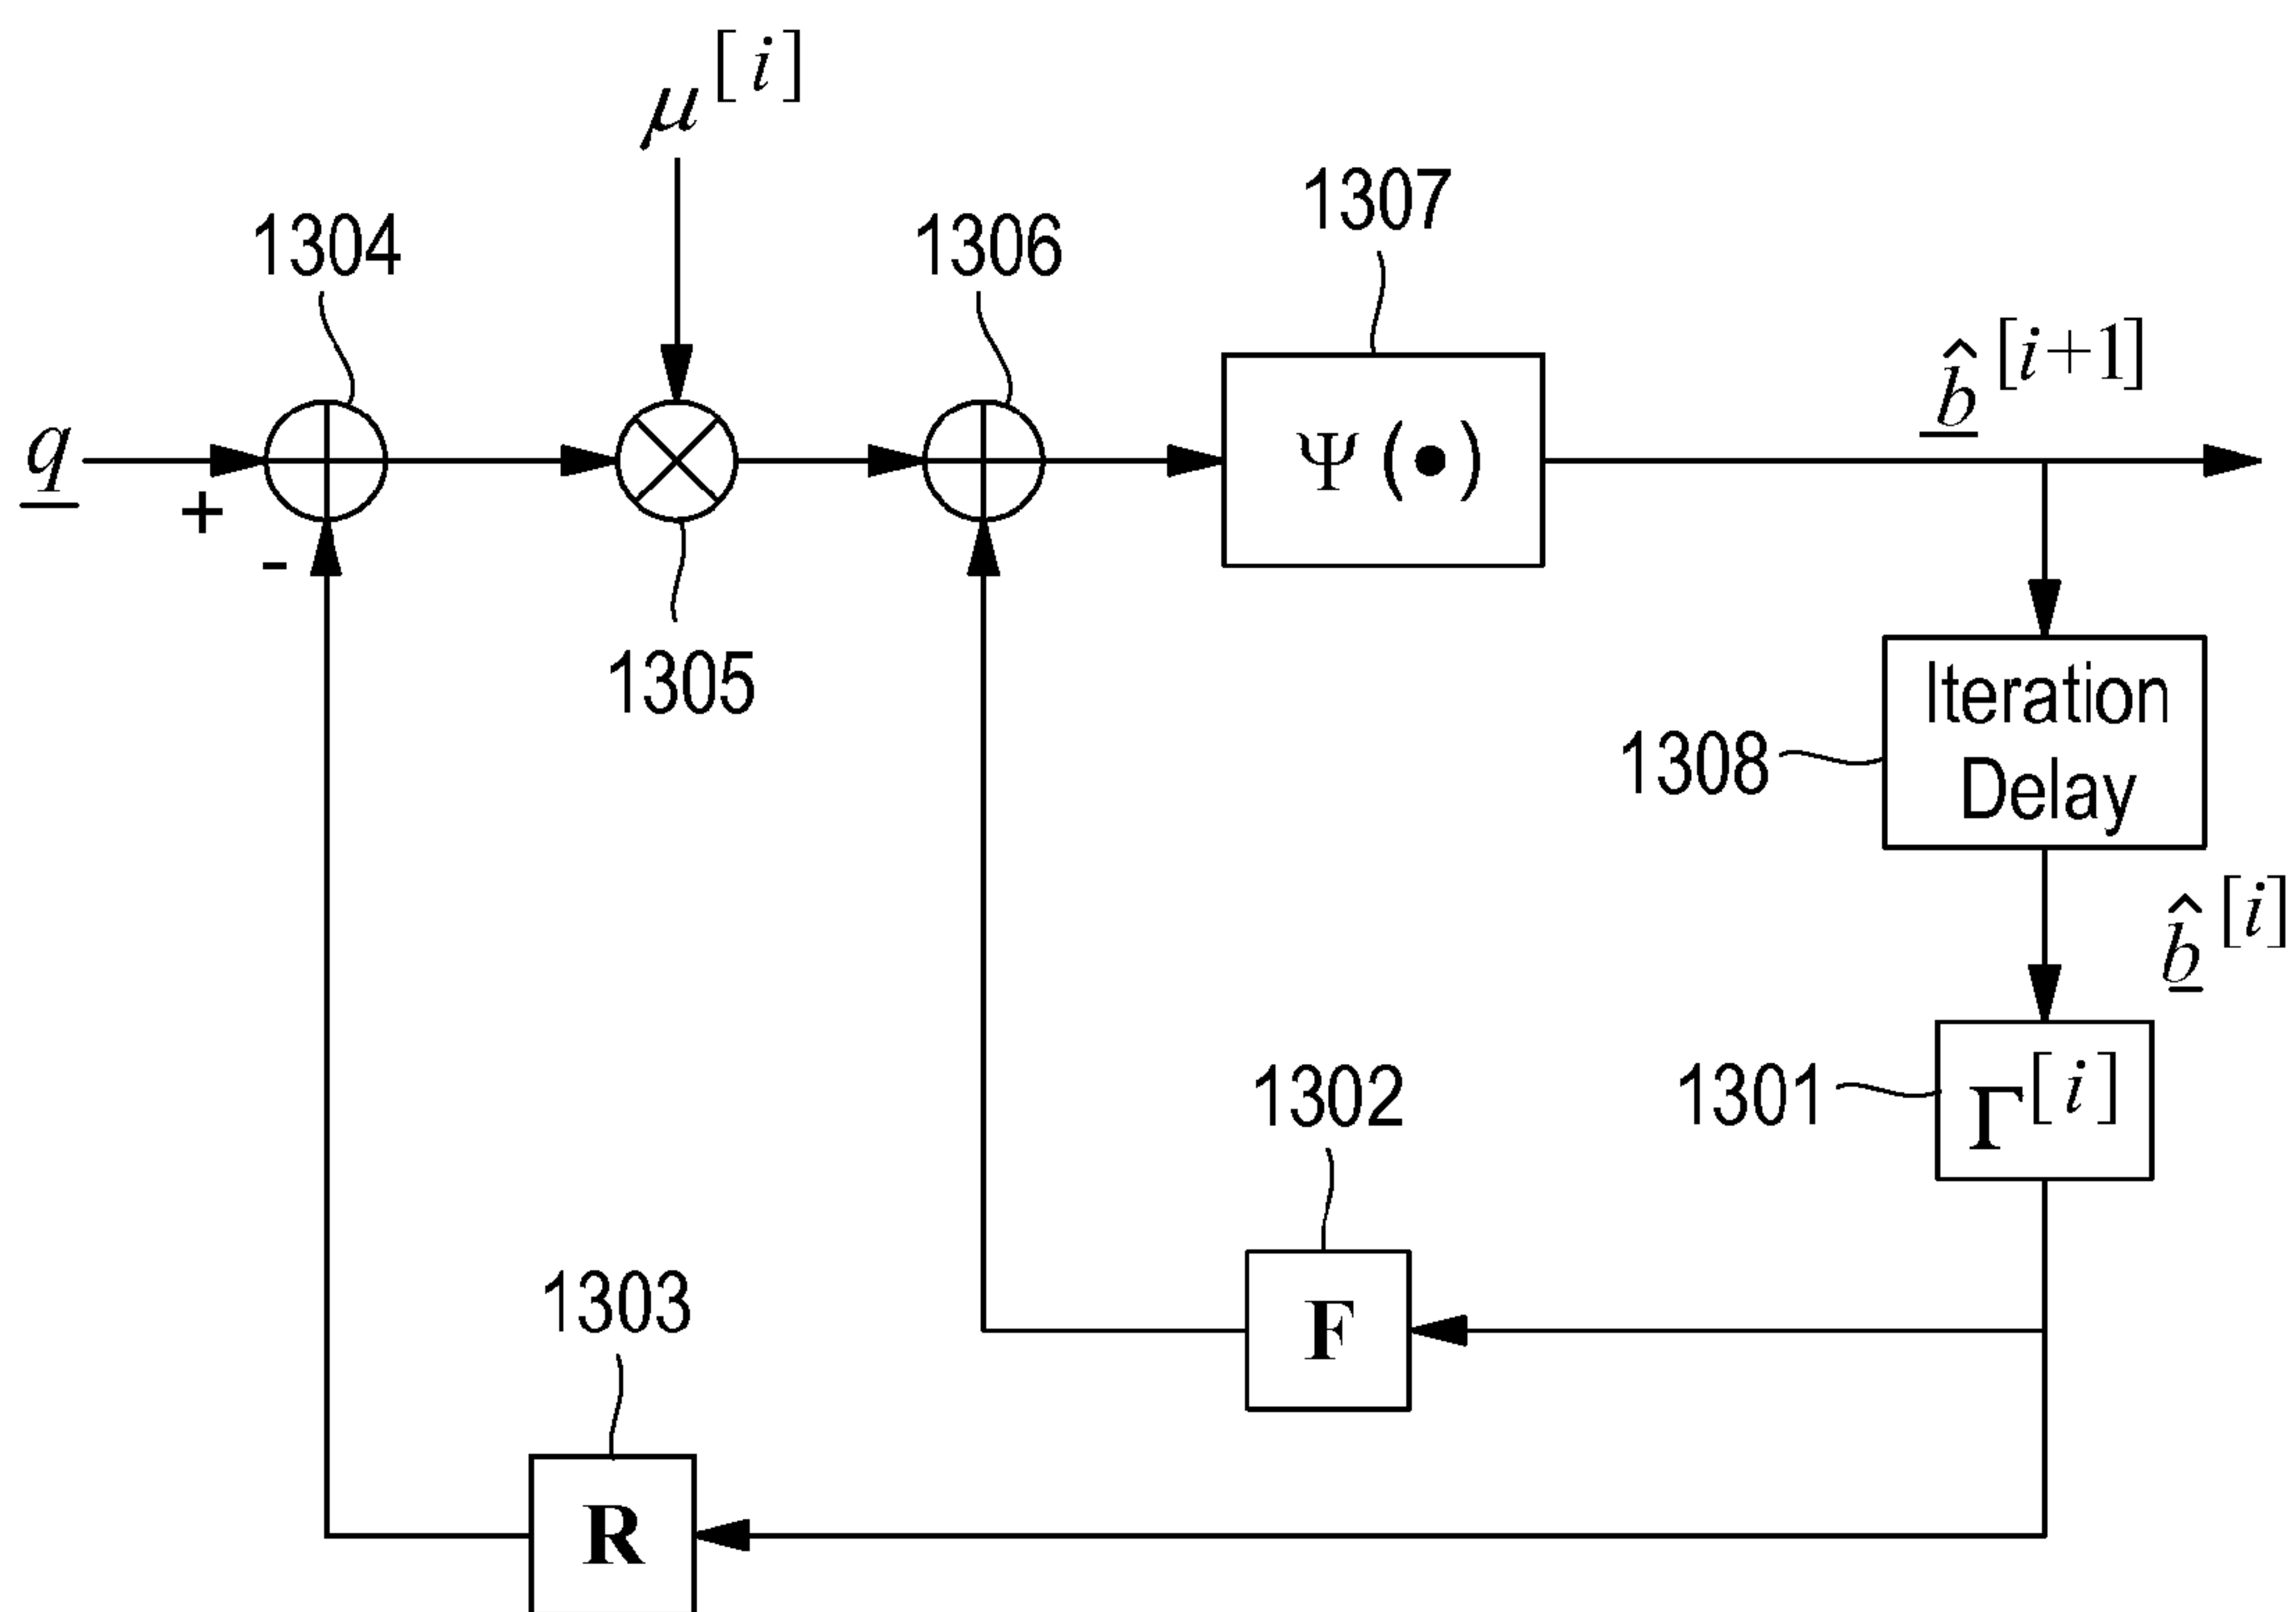 μ[i]
1304
1306
1307
q
+
-
Ψ(•)
b̂[i+1]
1305
Iteration
Delay
1308
b̂[i]
1301
Γ[i]
1302
F
1303
R